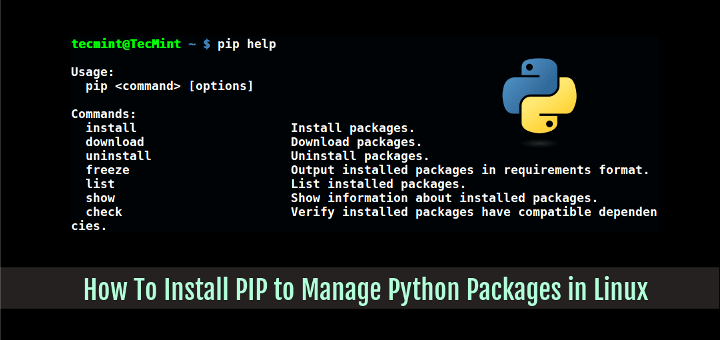 tecmint@TecMint ~ $ pip help
Usage:
pip <command> [options]
Commands:
install Install packages.
download Download packages.
uninstall Uninstall packages.
freeze Output installed packages in requirements format.
list List installed packages.
show Show information about installed packages.
check Verify installed packages have compatible dependen
cies.
How To Install PIP to Manage Python Packages in Linux